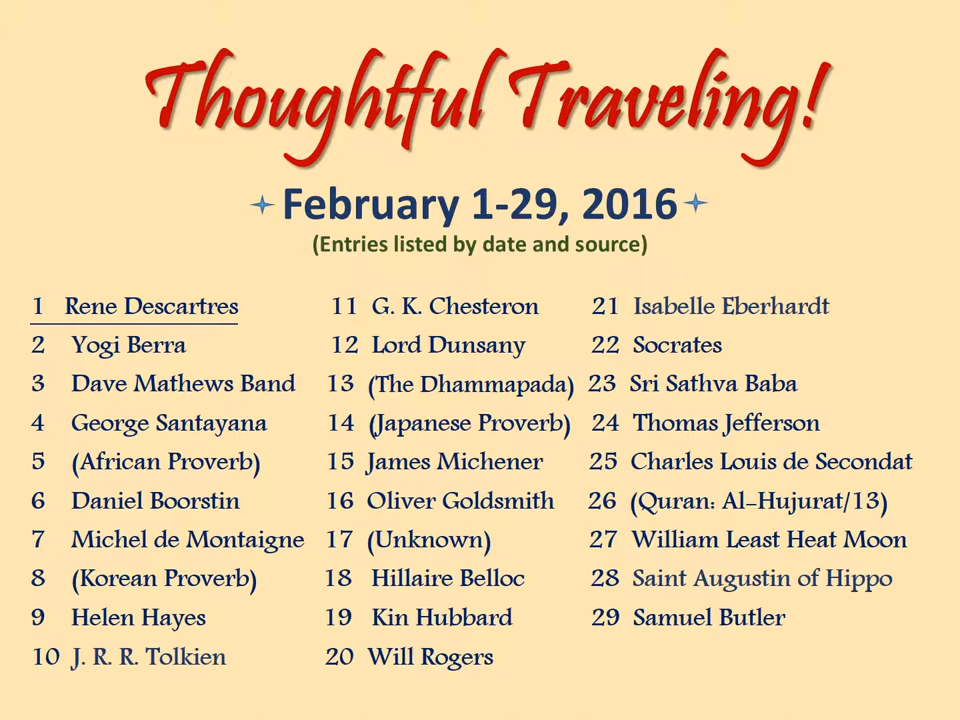 Thoughtful Traveling!
February 1-29, 2016
(Entries listed by date and source)
1 Rene Descartres
2 Yogi Berra
3 Dave Mathews Band
4 George Santayana
5 (African Proverb)
6 Daniel Boorstin
7 Michel de Montaigne
8 (Korean Proverb)
9 Helen Hayes
10 J. R. R. Tolkien
11 G. K. Chesteron
12 Lord Dunsany
13 (The Dhammapada)
14 (Japanese Proverb)
15 James Michener
16 Oliver Goldsmith
17 (Unknown)
18 Hillaire Belloc
19 Kin Hubbard
20 Will Rogers
21 Isabelle Eberhardt
22 Socrates
23 Sri Sathva Baba
24 Thomas Jefferson
25 Charles Louis de Secondat
26 (Quran: Al-Hujurat/13)
27 William Least Heat Moon
28 Saint Augustin of Hippo
29 Samuel Butler